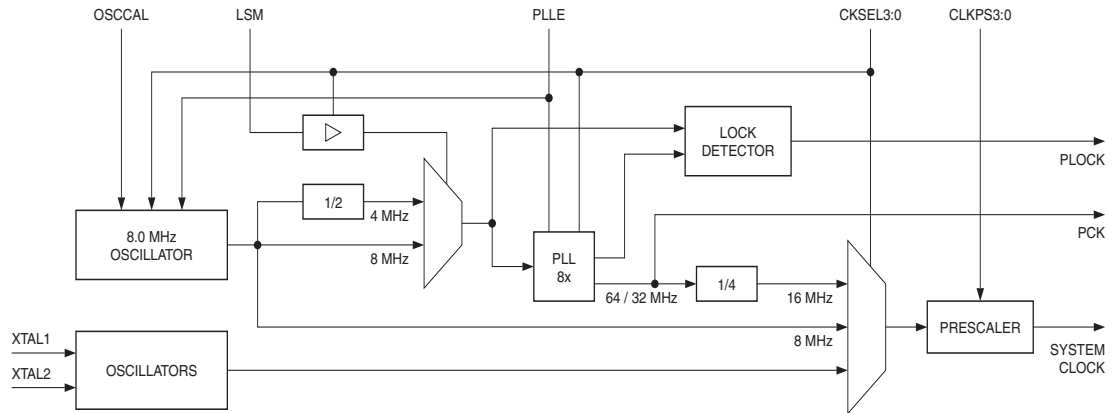 OSCCAL
LSM
PLLE
CKSEL3:0
CLKPS3:0
LOCK
DETECTOR
PLOCK
1/2
4 MHz
8.0 MHz
OSCILLATOR
8 MHz
PLL
8x
PCK
64 / 32 MHz
1/4
16 MHz
8 MHz
PRESCALER
SYSTEM
CLOCK
XTAL1
XTAL2
OSCILLATORS